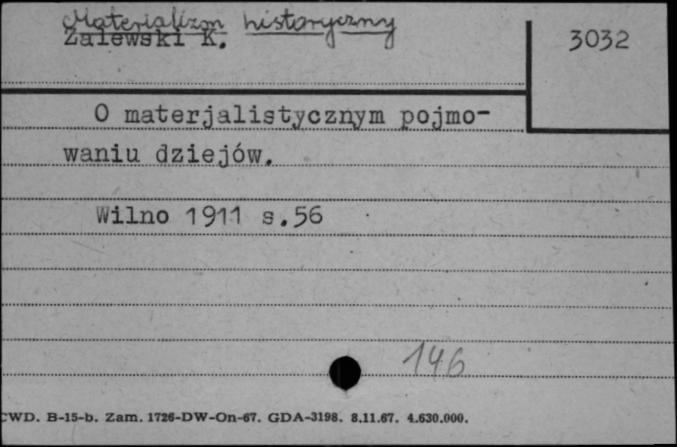 Materializm historyczny
Zalewski K.
3032
O materjalistycznym pojmo-
waniu dziejów.
Wilno 1911 s.56
146
CWD. B-15-b. Zam. 1726-DW-On-67. GDA-3198. 8.11.67. 4.630.000.